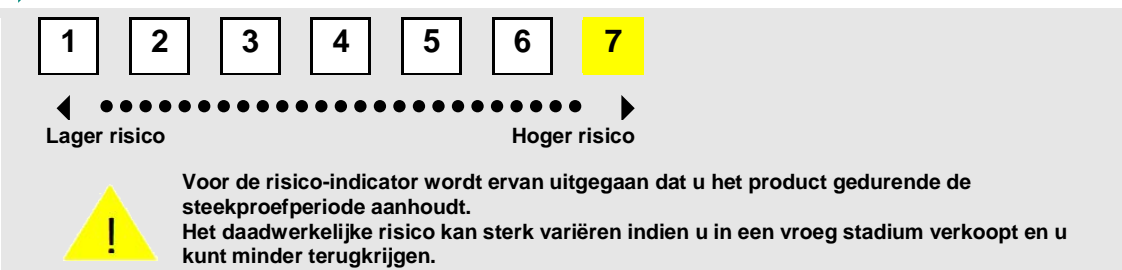 1 2 3 4 5 6 7
Lager risico Hoger risico
!
Voor de risico-indicator wordt ervan uitgegaan dat u het product gedurende de
steekproefperiode aanhoudt.
Het daadwerkelijke risico kan sterk variëren indien u in een vroeg stadium verkoopt en u
kunt minder terugkrijgen.